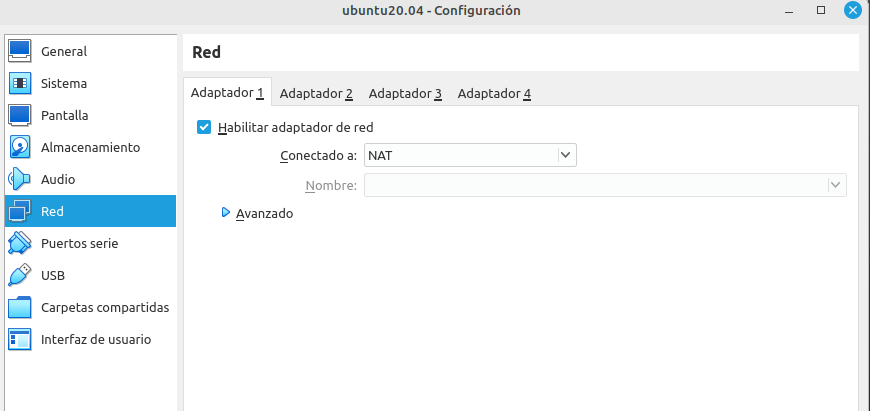 ubuntu20.04 - Configuración
General
Sistema
Pantalla
Almacenamiento
Audio
Red
Puertos serie
USB
Carpetas compartidas
Interfaz de usuario
Red
Adaptador 1 Adaptador 2 Adaptador 3 Adaptador 4
Habilitar adaptador de red
Conectado a: NAT
Nombre:
Avanzado